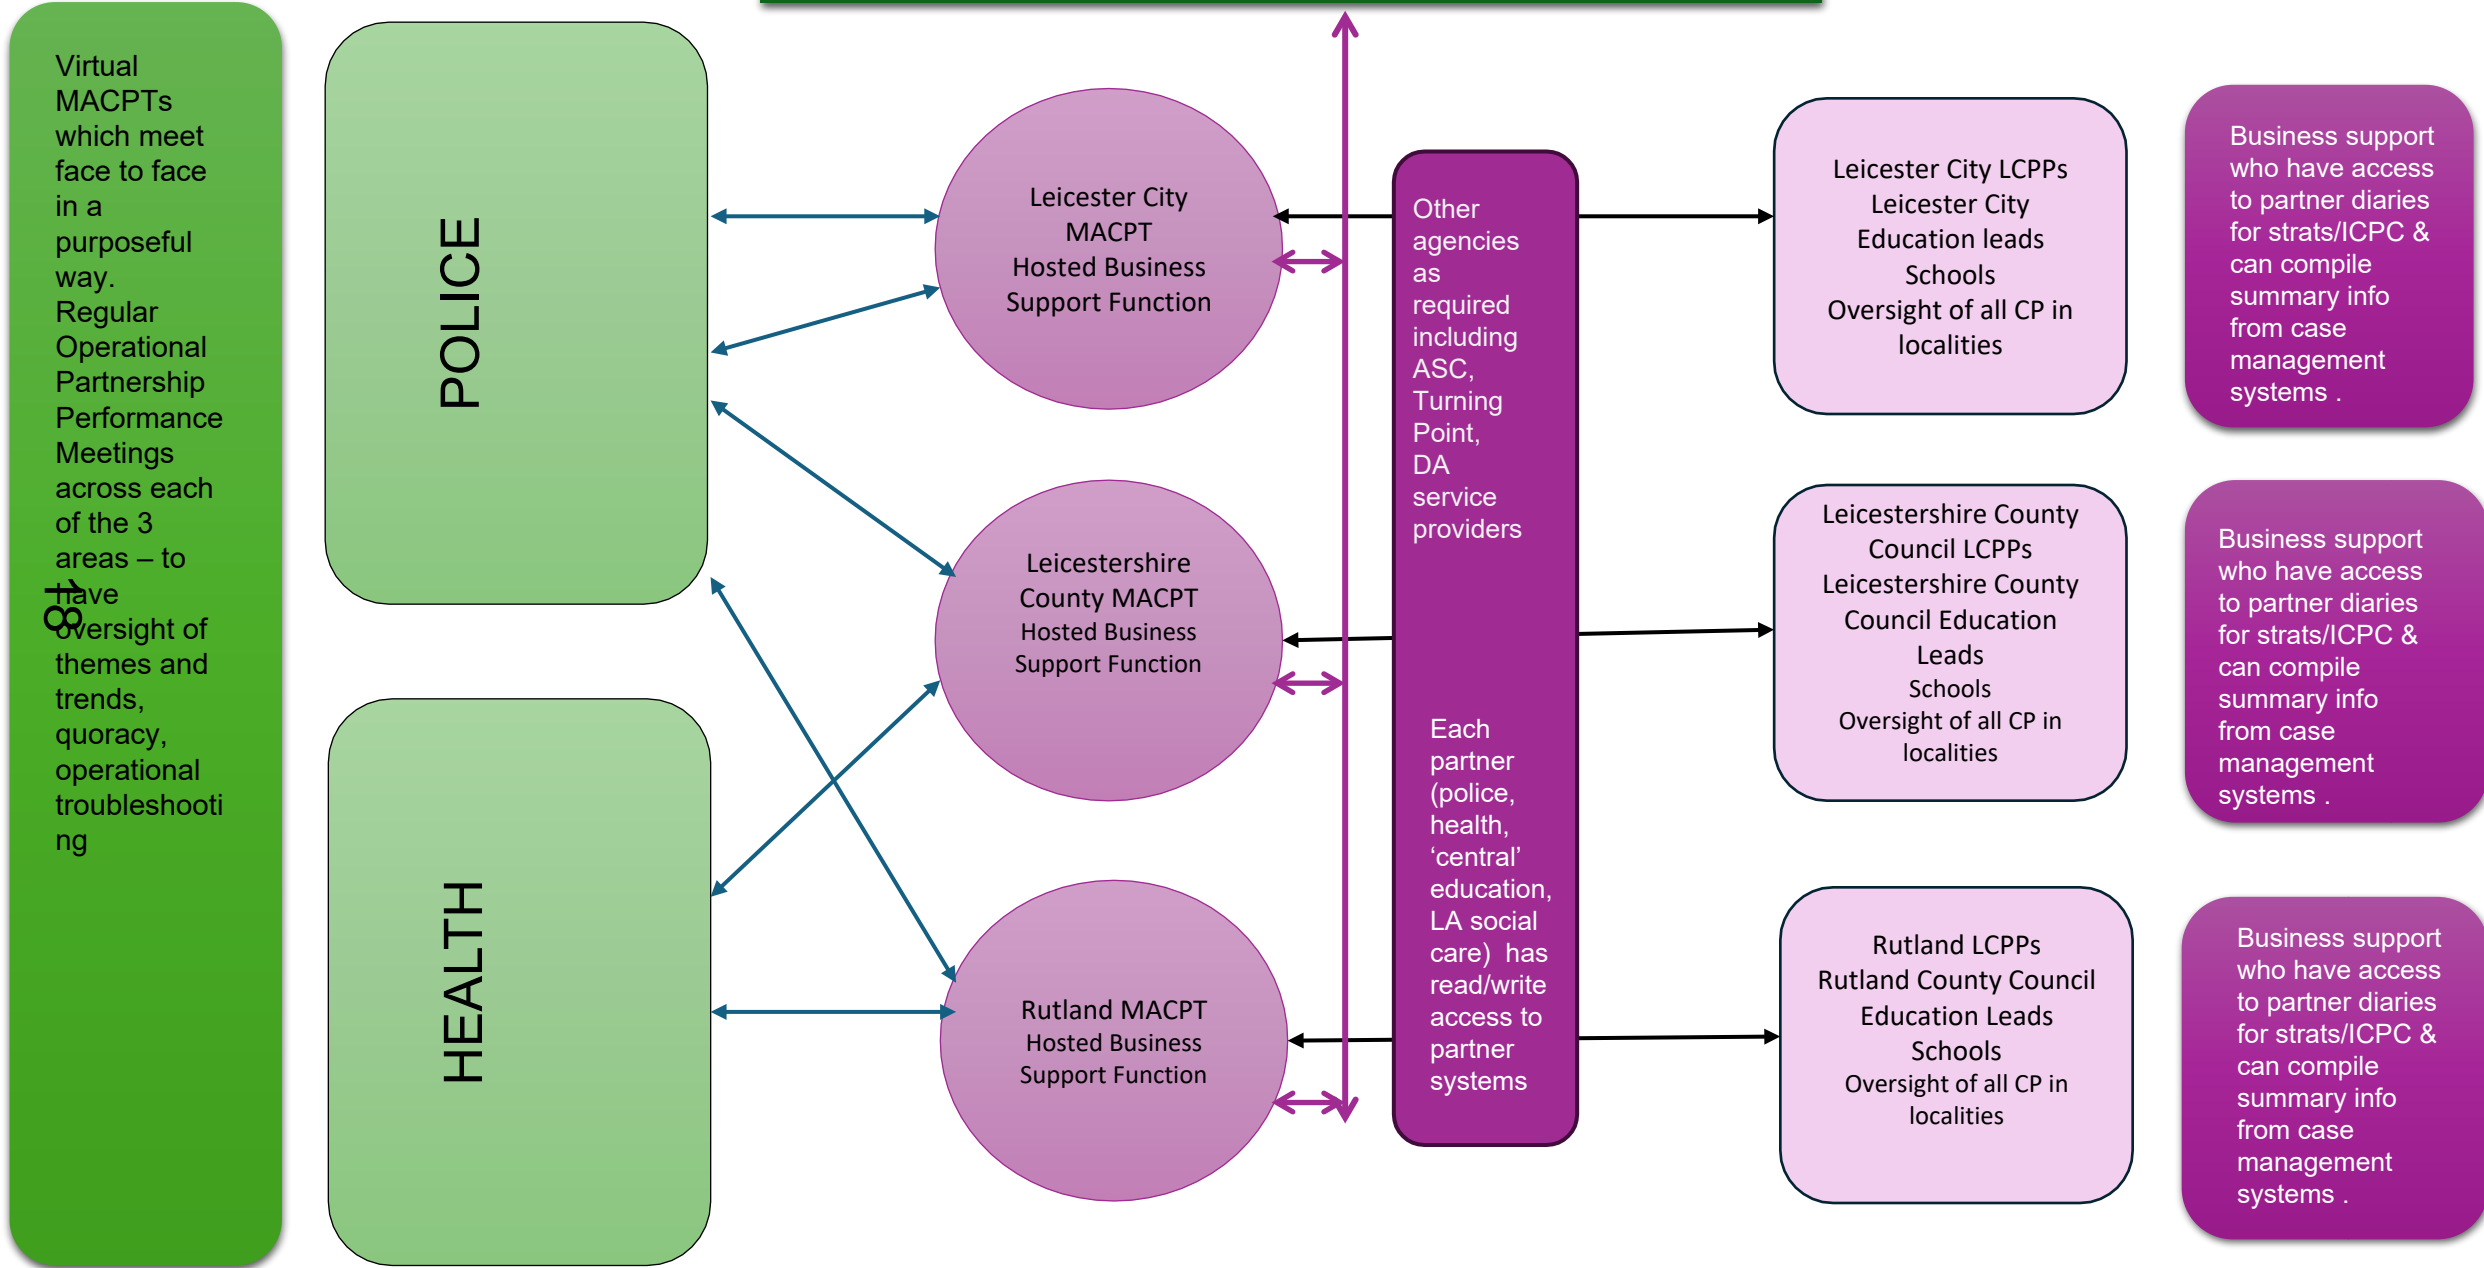 Virtual
MACPTs
which meet
face to face
in a
purposeful
way.
Regular
Operational
Partnership
Performance
Meetings
across each
of the 3
areas – to
have
oversight of
themes and
trends,
quoracy,
operational
troubleshooti
ng
18
POLICE
HEALTH
Leicester City
MACPT
Hosted Business
Support Function
Leicestershire
County MACPT
Hosted Business
Support Function
Rutland MACPT
Hosted Business
Support Function
Other
agencies
as
required
including
ASC,
Turning
Point,
DA
service
providers
Each
partner
(police,
health,
‘central’
education,
LA social
care) has
read/write
access to
partner
systems
Leicester City LCPPs
Leicester City
Education leads
Schools
Oversight of all CP in
localities
Leicestershire County
Council LCPPs
Leicestershire County
Council Education
Leads
Schools
Oversight of all CP in
localities
Rutland LCPPs
Rutland County Council
Education Leads
Schools
Oversight of all CP in
localities
Business support
who have access
to partner diaries
for strats/ICPC &
can compile
summary info
from case
management
systems .
Business support
who have access
to partner diaries
for strats/ICPC &
can compile
summary info
from case
management
systems .
Business support
who have access
to partner diaries
for strats/ICPC &
can compile
summary info
from case
management
systems .